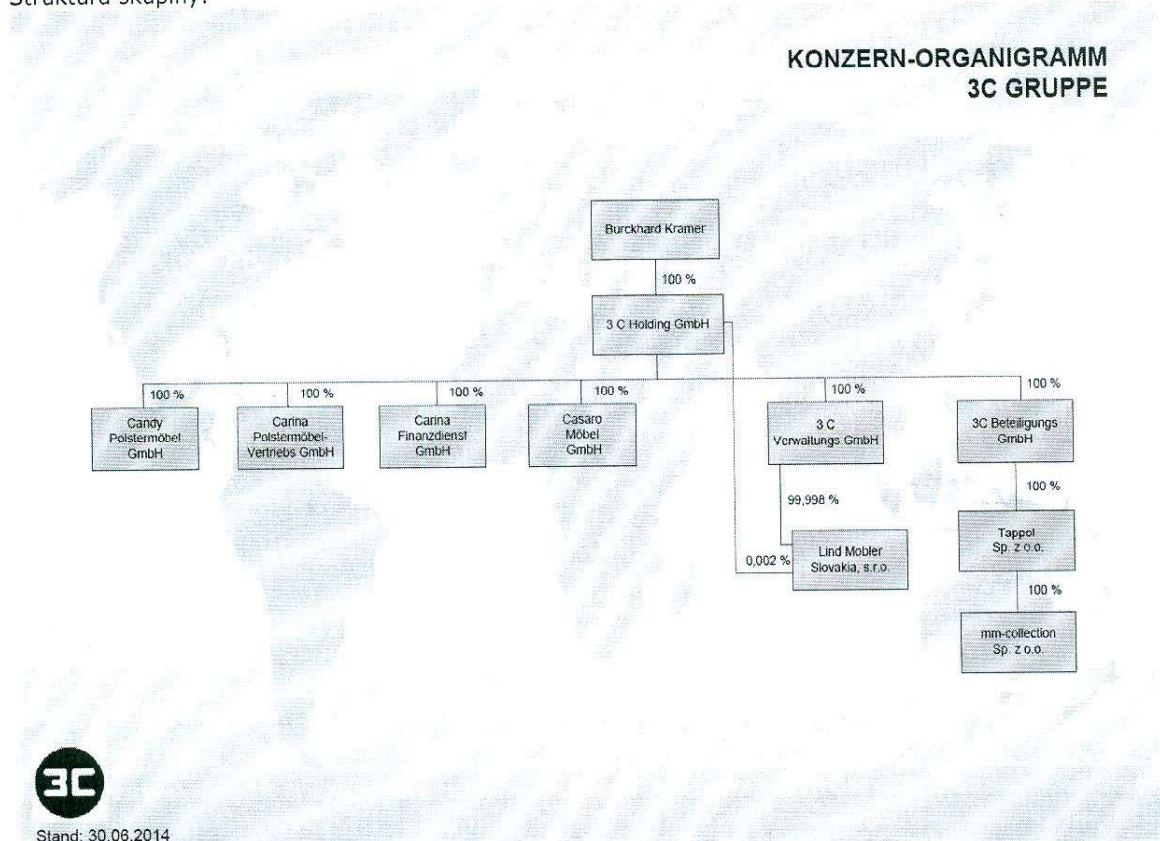 Štruktúra skupiny:
KONZERN-ORGANIGRAMM
3C GRUPPE
Burckhard Kramer
100 %
3 C Holding GmbH
100 %
100 %
100 %
100 %
100 %
100 %
Candy
Polstermöbel
GmbH
Carina
Polstermöbel-
Vertriebs GmbH
Carina
Finanzdienst
GmbH
Casaro
Möbel
GmbH
3 C
Verwaltungs GmbH
3C Beteiligungs
GmbH
99,998 %
100 %
0,002 %
Lind Mobler
Slovakia, s.r.o.
Tappol
Sp. z o.o.
100 %
mm-collection
Sp. z o.o.
3C
Stand: 30.06.2014